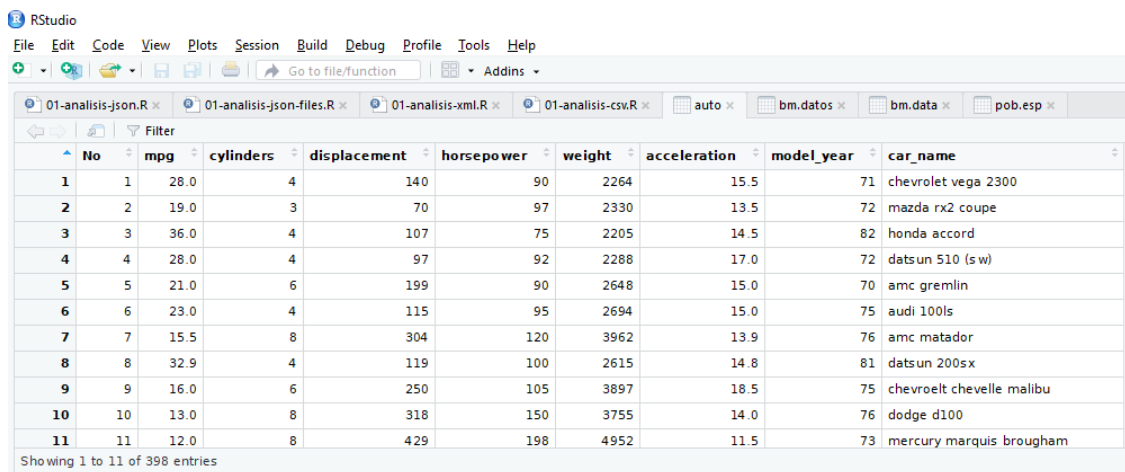 RStudio
File Edit Code View Plots Session Build Debug Profile Tools Help
Go to file/function Addins
01-analisis-json.R 01-analisis-json-files.R 01-analisis-xml.R 01-analisis-csv.R auto bm.datos bm.data pob.esp
Filter
No mpg cylinders displacement horsepower weight acceleration model_year car_name
1 1 28.0 4 140 90 2264 15.5 71 chevrolet vega 2300
2 2 19.0 3 70 97 2330 13.5 72 mazda rx2 coupe
3 3 36.0 4 107 75 2205 14.5 82 honda accord
4 4 28.0 4 97 92 2288 17.0 72 datsun 510 (sw)
5 5 21.0 6 199 90 2648 15.0 70 amc gremlin
6 6 23.0 4 115 95 2694 15.0 75 audi 100ls
7 7 15.5 8 304 120 3962 13.9 76 amc matador
8 8 32.9 4 119 100 2615 14.8 81 datsun 200sx
9 9 16.0 6 250 105 3897 18.5 75 chevroelt chevelle malibu
10 10 13.0 8 318 150 3755 14.0 76 dodge d100
11 11 12.0 8 429 198 4952 11.5 73 mercury marquis brougham
Showing 1 to 11 of 398 entries